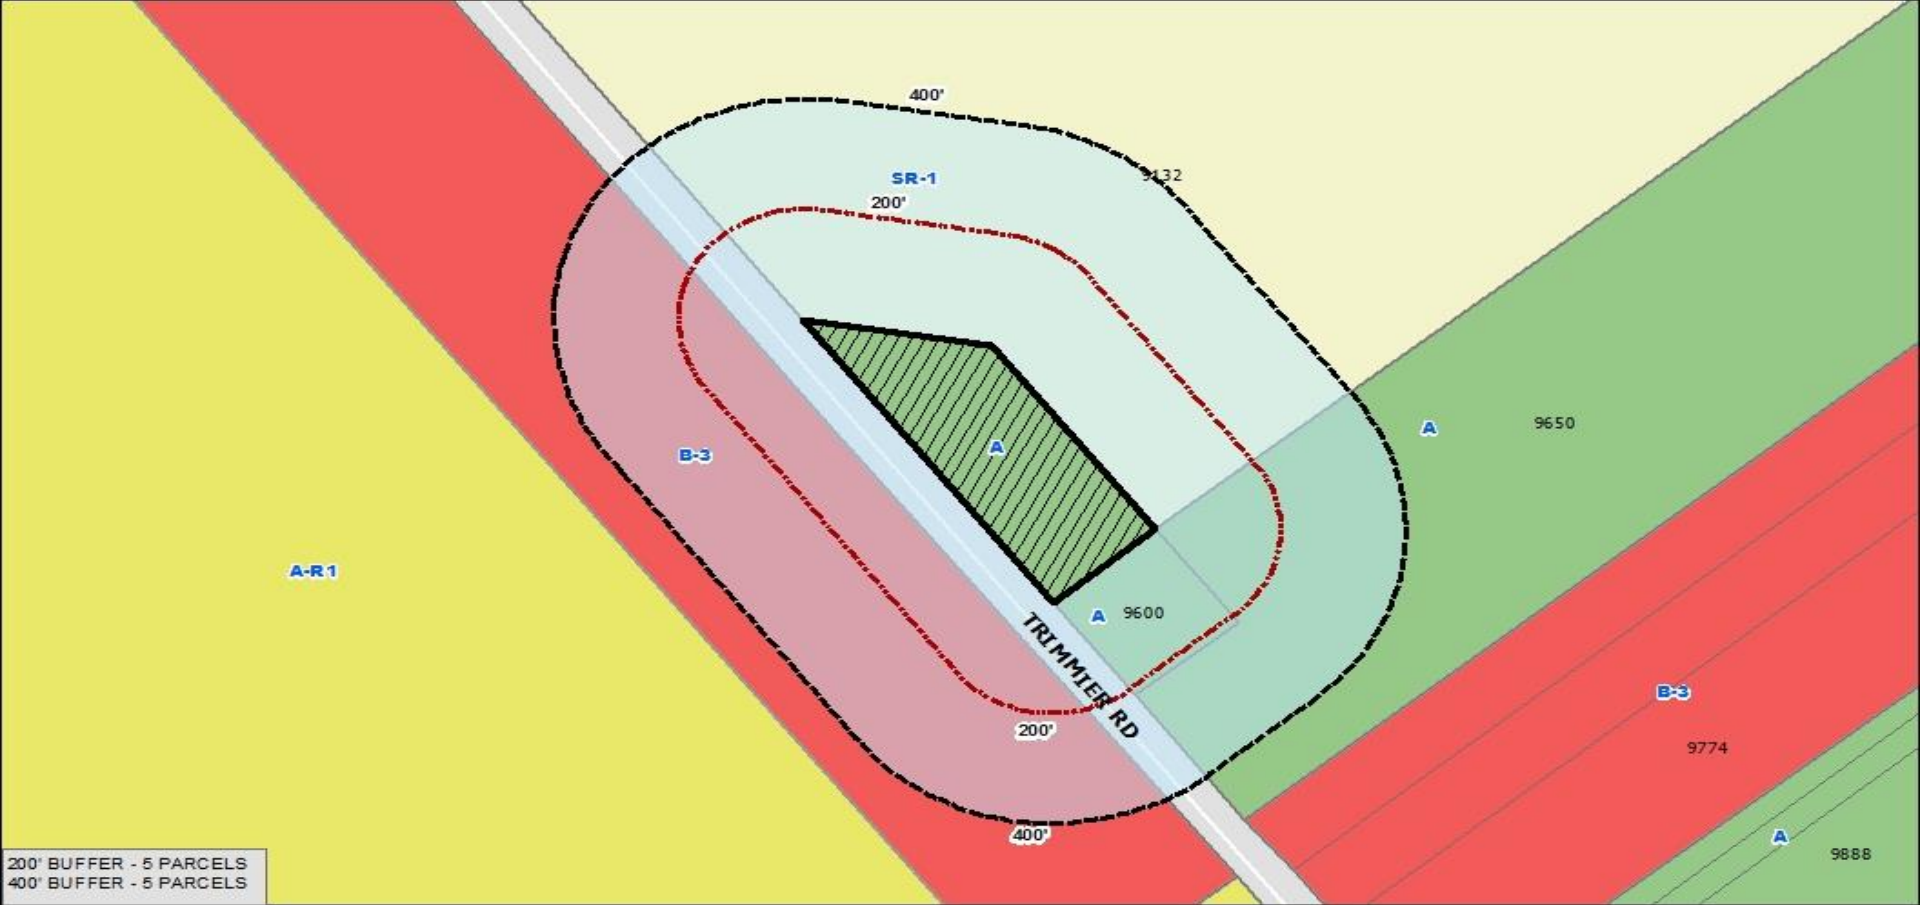 400'
SR-1
9132
200'
A
9650
A
B-3
A-R1
A
9600
TRIMMIER RD
200'
B-3
9774
400'
A
9888
200' BUFFER - 5 PARCELS
400' BUFFER - 5 PARCELS